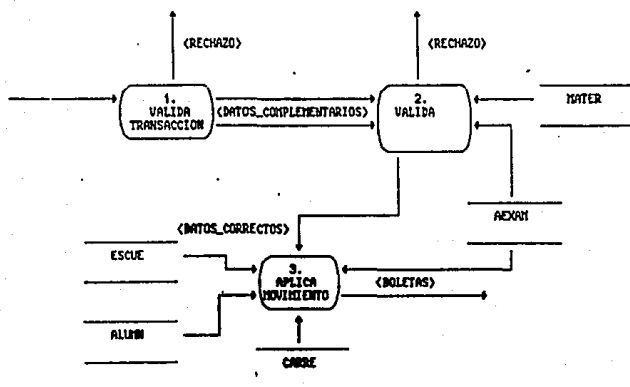 <RECHAZO>
<RECHAZO>
1.
VALIDA
TRANSACCION
<DATOS_COMPLEMENTARIOS>
2.
VALIDA
MATER
<DATOS_CORRECTOS>
AEXAM
ESCUE
3.
APLICA
MOVIMIENTO
<BOLETAS>
ALUMN
CARRE